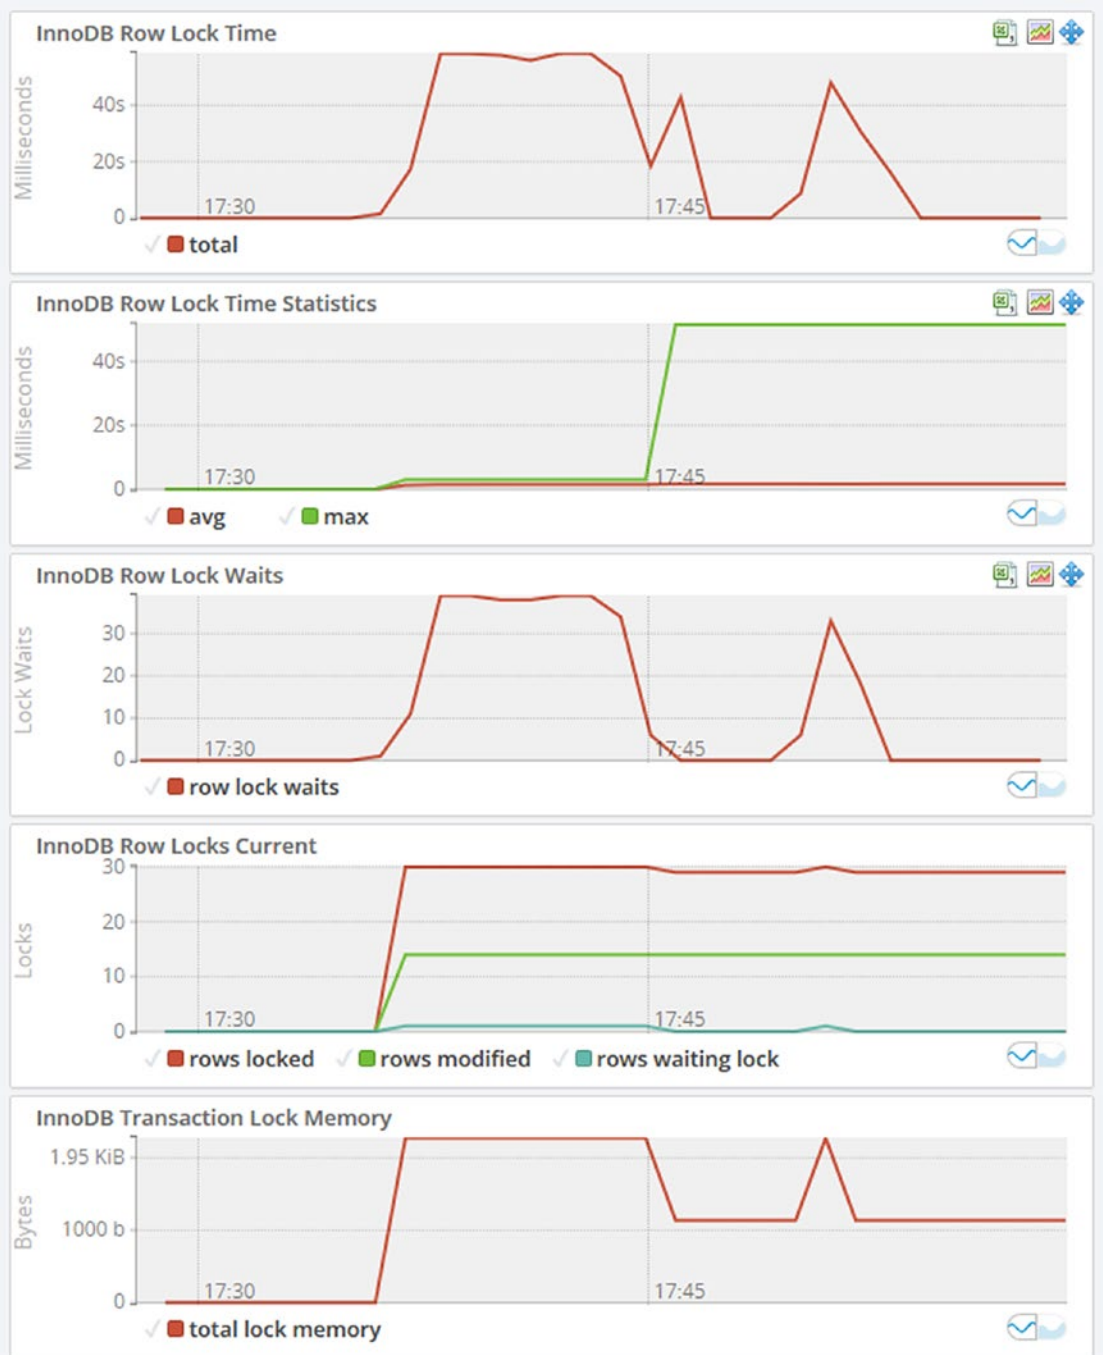 InnoDB Row Lock Time
Milliseconds
40s
20s
0
17:30
17:45
total
InnoDB Row Lock Time Statistics
Milliseconds
40s
20s
0
17:30
17:45
avg
max
InnoDB Row Lock Waits
Lock Waits
30
20
10
0
17:30
17:45
row lock waits
InnoDB Row Locks Current
Locks
30
20
10
0
17:30
17:45
rows locked
rows modified
rows waiting lock
InnoDB Transaction Lock Memory
Bytes
1.95 KiB
1000 b
0
17:30
17:45
total lock memory